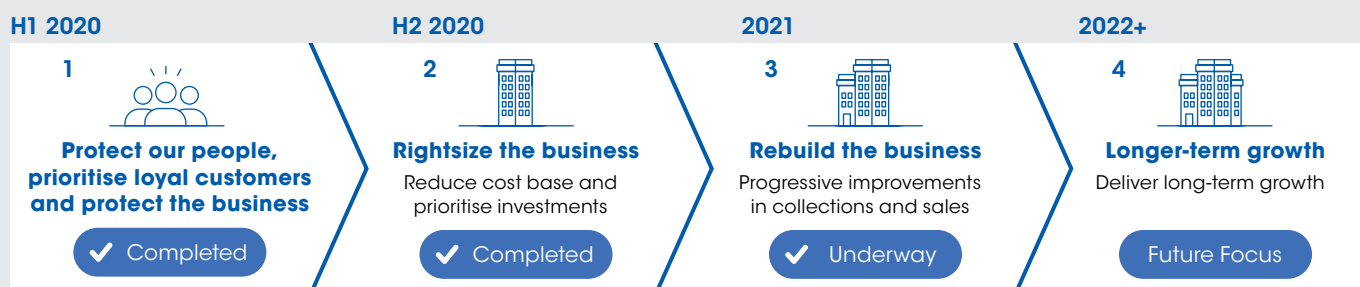 H1 2020
1
Protect our people,
prioritise loyal customers
and protect the business
Completed
H2 2020
2
Rightsize the business
Reduce cost base and
prioritise investments
Completed
2021
3
Rebuild the business
Progressive improvements
in collections and sales
Underway
2022+
4
Longer-term growth
Deliver long-term growth
Future Focus